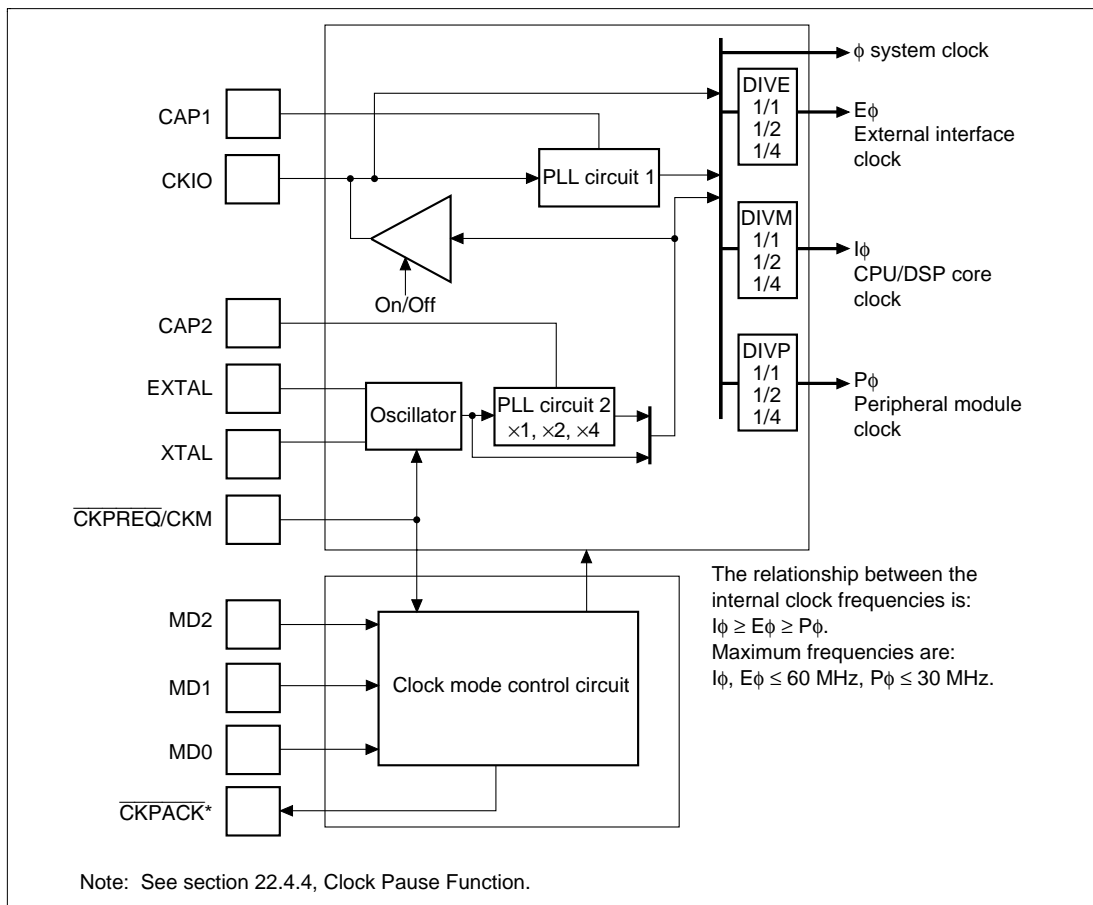 φ system clock
CAP1
DIVE
1/1
1/2
1/4
Eφ
External interface
clock
CKIO
PLL circuit 1
DIVM
1/1
1/2
1/4
Iφ
CPU/DSP core
clock
On/Off
CAP2
DIVP
1/1
1/2
1/4
Pφ
Peripheral module
clock
EXTAL
Oscillator
PLL circuit 2
×1, ×2, ×4
XTAL
CKPREQ/CKM
The relationship between the
internal clock frequencies is:
Iφ ≥ Eφ ≥ Pφ.
Maximum frequencies are:
Iφ, Eφ ≤ 60 MHz, Pφ ≤ 30 MHz.
MD2
MD1
Clock mode control circuit
MD0
CKPACK*
Note: See section 22.4.4, Clock Pause Function.